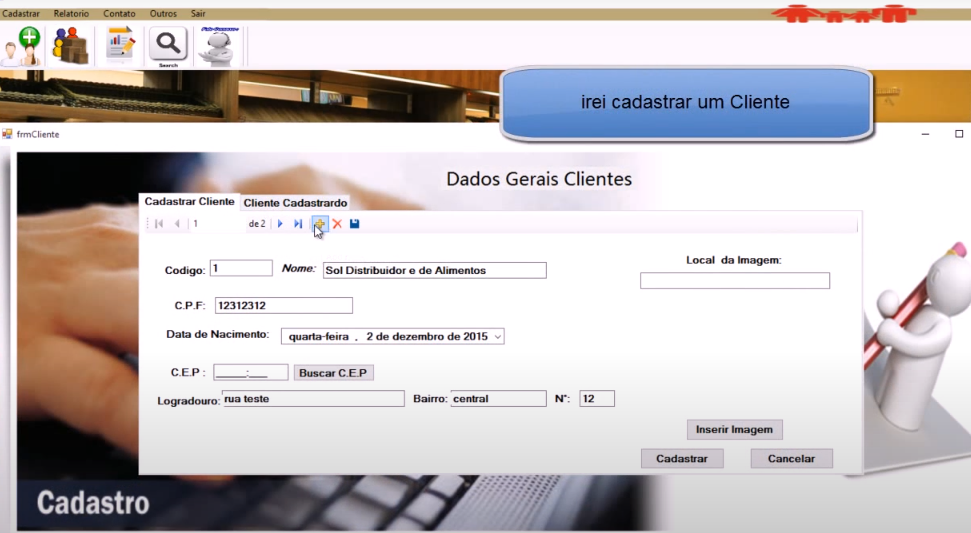 Cadastrar Relatorio Contato Outros Sair
Search
irei cadastrar um Cliente
frmCliente
Dados Gerais Clientes
Cadastrar Cliente Cliente Cadastrardo
1 de 2
Codigo: 1 Nome: Sol Distribuidor e de Alimentos
Local da Imagem:
C.P.F: 12312312
Data de Nacimento: quarta-feira , 2 de dezembro de 2015
C.E.P : _____:___ Buscar C.E.P
Logradouro: rua teste Bairro: central N°: 12
Inserir Imagem
Cadastrar Cancelar
Cadastro